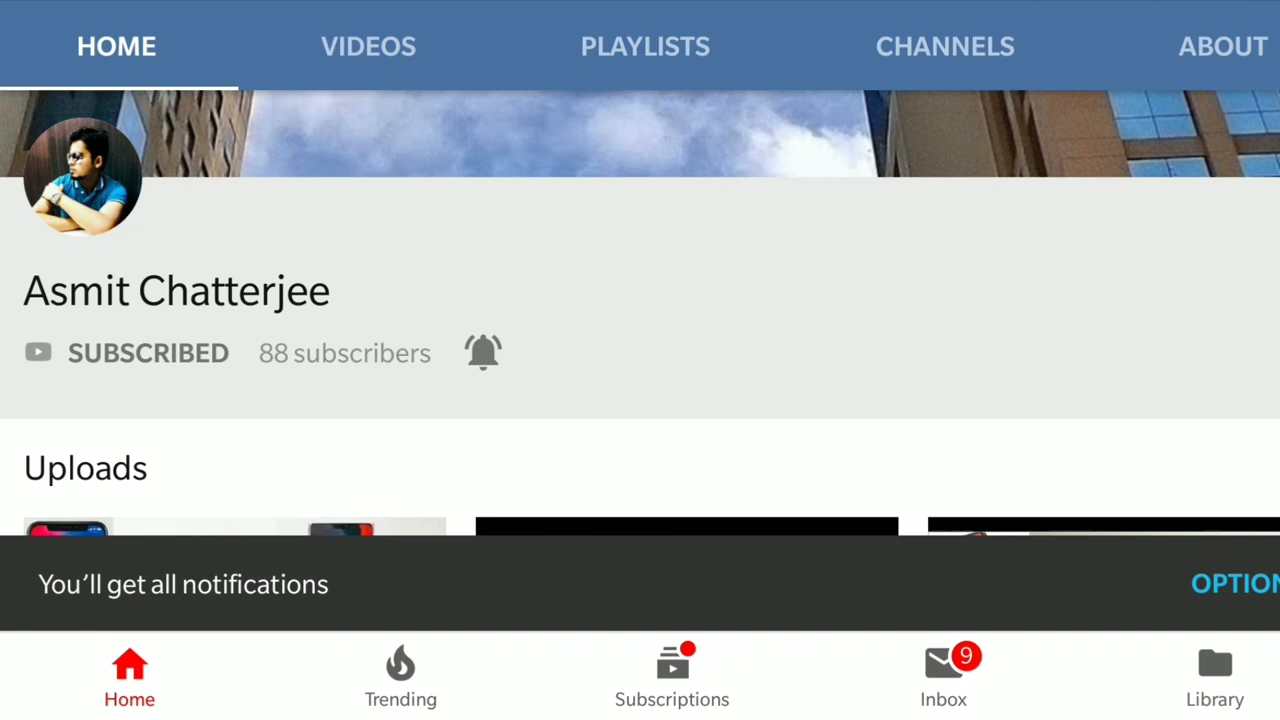 HOME VIDEOS PLAYLISTS CHANNELS ABOUT
Asmit Chatterjee
SUBSCRIBED 88 subscribers
Uploads
You'll get all notifications OPTION
Home Trending Subscriptions 9 Inbox Library